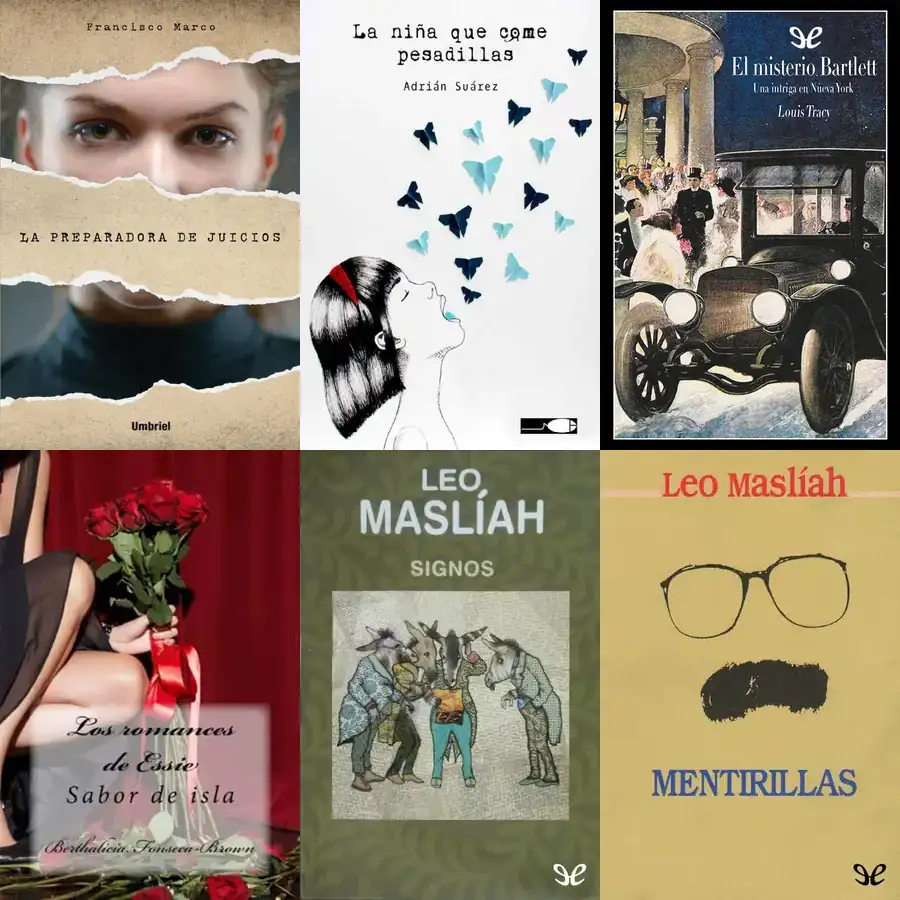 Francisco Marco
LA PREPARADORA DE JUICIOS
Umbriel
La niña que come
pesadillas
Adrián Suárez
El misterio Bartlett
Una intriga en Nueva York
Louis Tracy
Los romances
de Essie
Sabor de isla
Berthalicia Fonseca-Brown
LEO
MASLÍAH
SIGNOS
Leo Maslíah
MENTIRILLAS